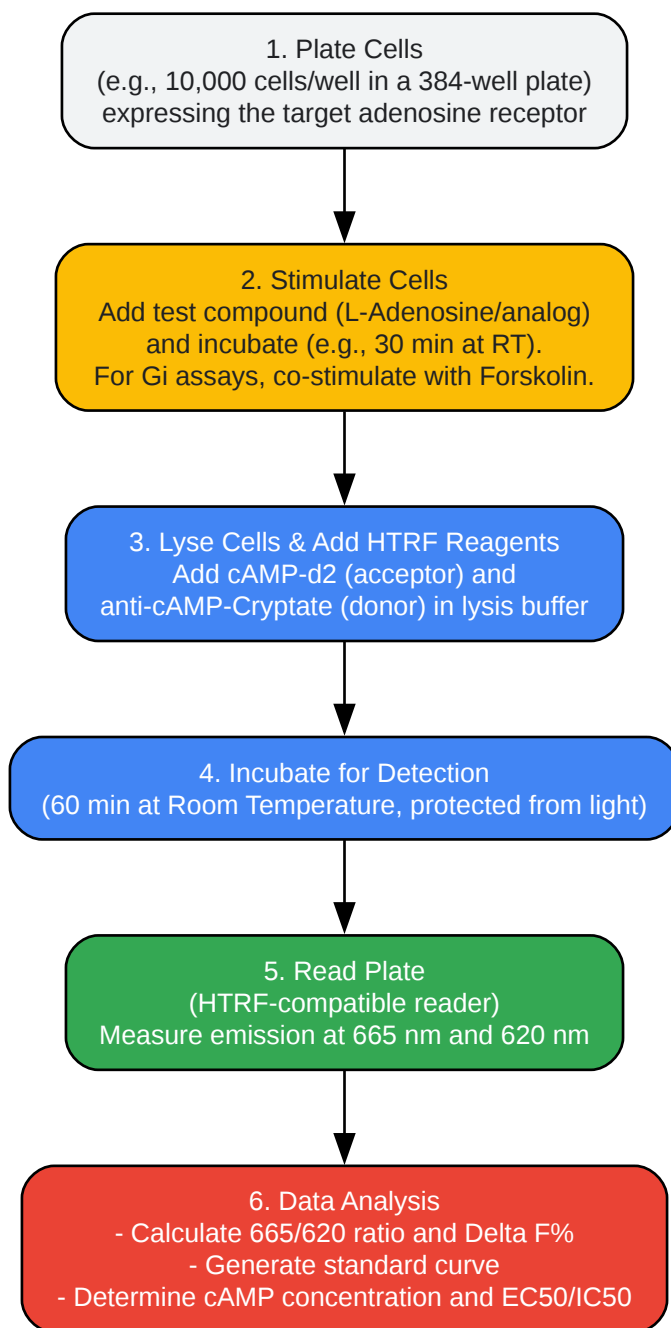 1. Plate Cells
(e.g., 10,000 cells/well in a 384-well plate)
expressing the target adenosine receptor
2. Stimulate Cells
Add test compound (L-Adenosine/analog)
and incubate (e.g., 30 min at RT).
For Gi assays, co-stimulate with Forskolin.
3. Lyse Cells & Add HTRF Reagents
Add cAMP-d2 (acceptor) and
anti-cAMP-Cryptate (donor) in lysis buffer
4. Incubate for Detection
(60 min at Room Temperature, protected from light)
5. Read Plate
(HTRF-compatible reader)
Measure emission at 665 nm and 620 nm
6. Data Analysis
- Calculate 665/620 ratio and Delta F%
- Generate standard curve
- Determine cAMP concentration and EC50/IC50